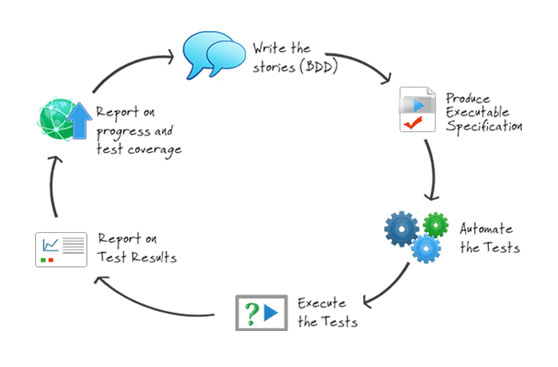 Write the
stories (BDD)
Produce
Executable
Specification
Automate
the Tests
Execute
the Tests
?
Report on
Test Results
Report on
progress and
test coverage